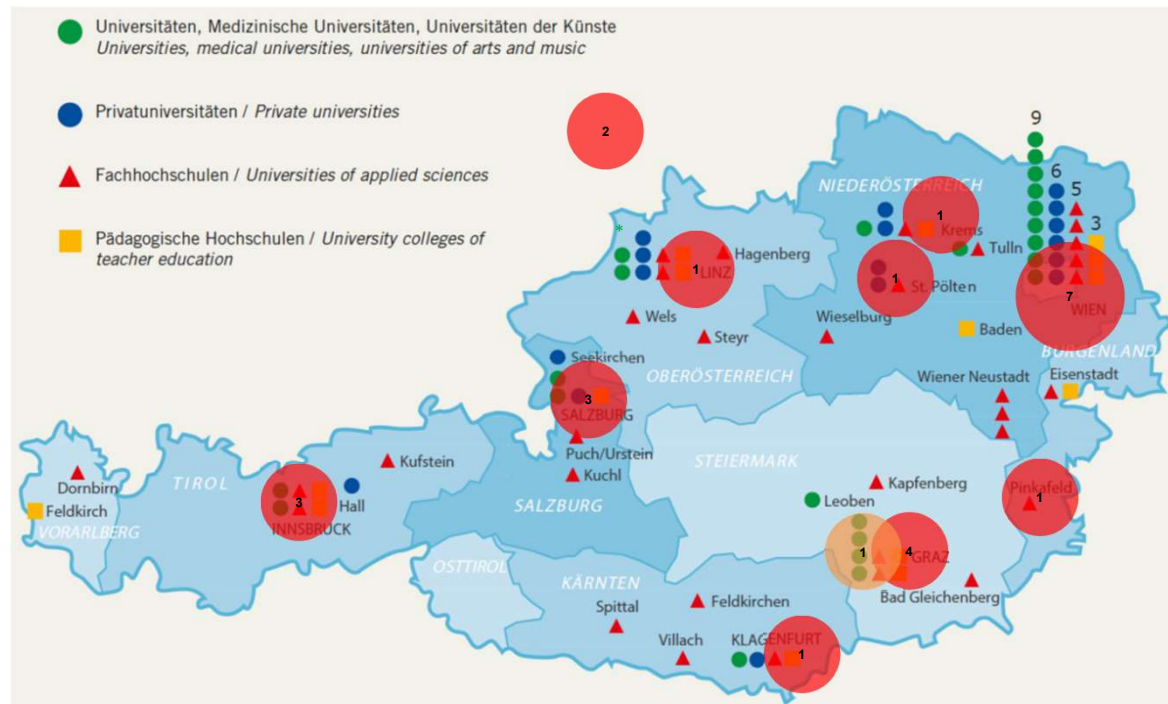 Universitäten, Medizinische Universitäten, Universitäten der Künste
Universities, medical universities, universities of arts and music
Privatuniversitäten / Private universities
Fachhochschulen / Universities of applied sciences
Pädagogische Hochschulen / University colleges of
teacher education
2
9
6
5
3
NIEDERÖSTERREICH
1
Krems
Tulln
*
Hagenberg
1
LINZ
1
St. Pölten
7
WIEN
Wels
Steyr
Wieselburg
Baden
BURGENLAND
Seekirchen
OBERÖSTERREICH
Wiener Neustadt
Eisenstadt
3
SALZBURG
Puch/Urstein
Kuchl
STEIERMARK
Kufstein
Dornbirn
TIROL
Feldkirch
VORARLBERG
3
Hall
INNSBRUCK
SALZBURG
Kapfenberg
Leoben
Pinkafeld
1
1
4
GRAZ
OSTTIROL
KÄRNTEN
Bad Gleichenberg
Spittal
Feldkirchen
Villach
KLAGENFURT
1